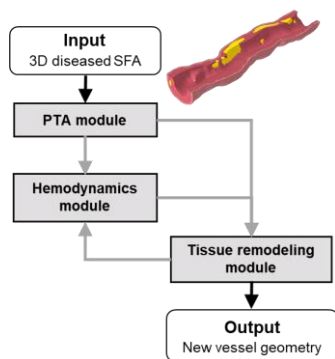 Input
3D diseased SFA
PTA module
Hemodynamics
module
Tissue remodeling
module
Output
New vessel geometry